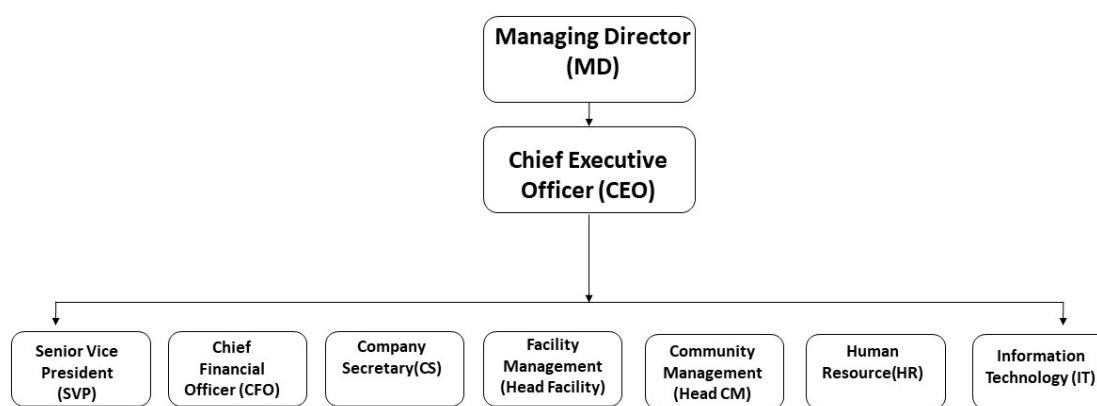 Managing Director
(MD)
Chief Executive
Officer (CEO)
Senior Vice
President
(SVP)
Chief
Financial
Officer (CFO)
Company
Secretary(CS)
Facility
Management
(Head Facility)
Community
Management
(Head CM)
Human
Resource(HR)
Information
Technology (IT)